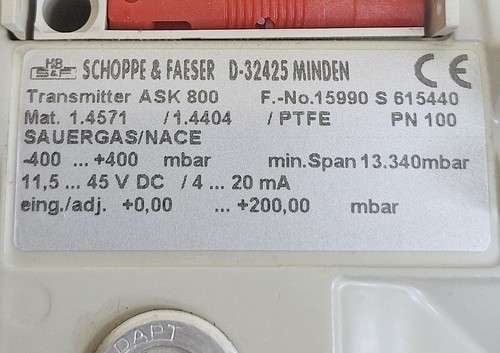 H&B
S&F
SCHOPPE & FAESER D-32425 MINDEN CE
Transmitter ASK 800 F.-No.15990 S 615440
Mat. 1.4571 /1.4404 /PTFE PN 100
SAUERGAS/NACE
-400 ... +400 mbar min.Span 13.340mbar
11,5 ... 45 V DC / 4 ... 20 mA
eing./adj. +0,00 ... +200,00 mbar
DAPT